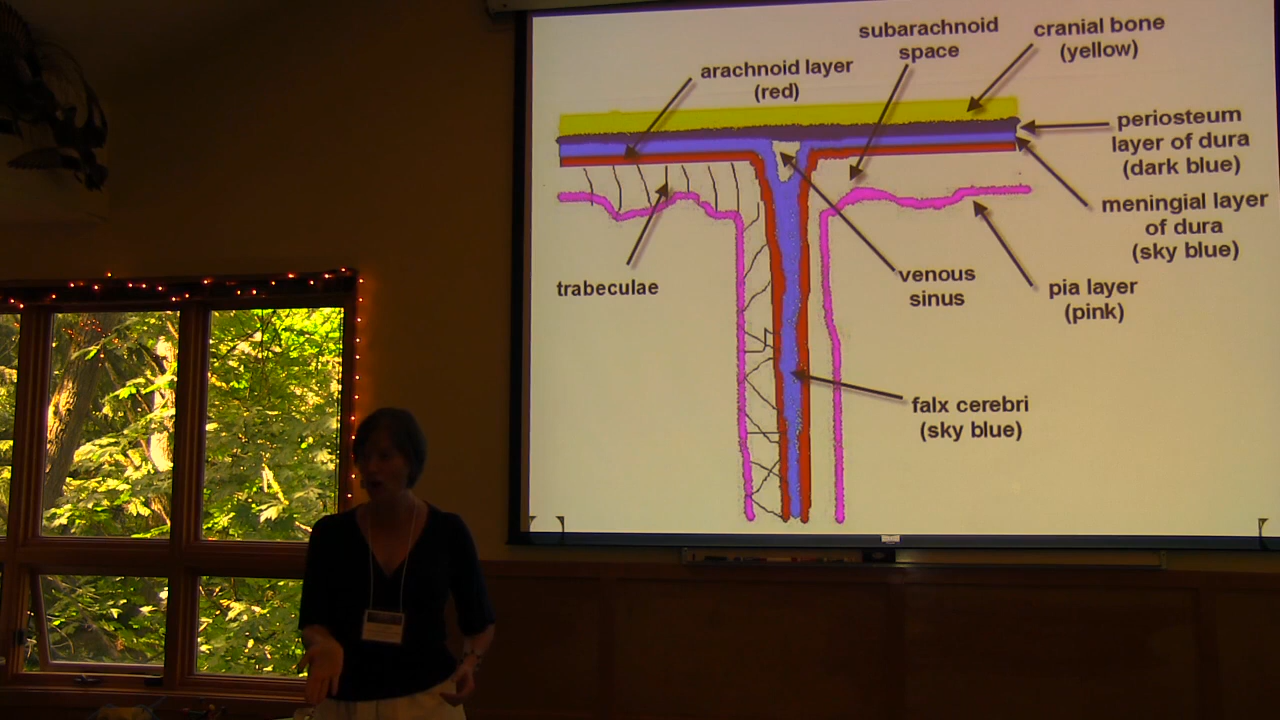 subarachnoid
space
cranial bone
(yellow)
arachnoid layer
(red)
periosteum
layer of dura
(dark blue)
meningial layer
of dura
(sky blue)
trabeculae
venous
sinus
pia layer
(pink)
falx cerebri
(sky blue)